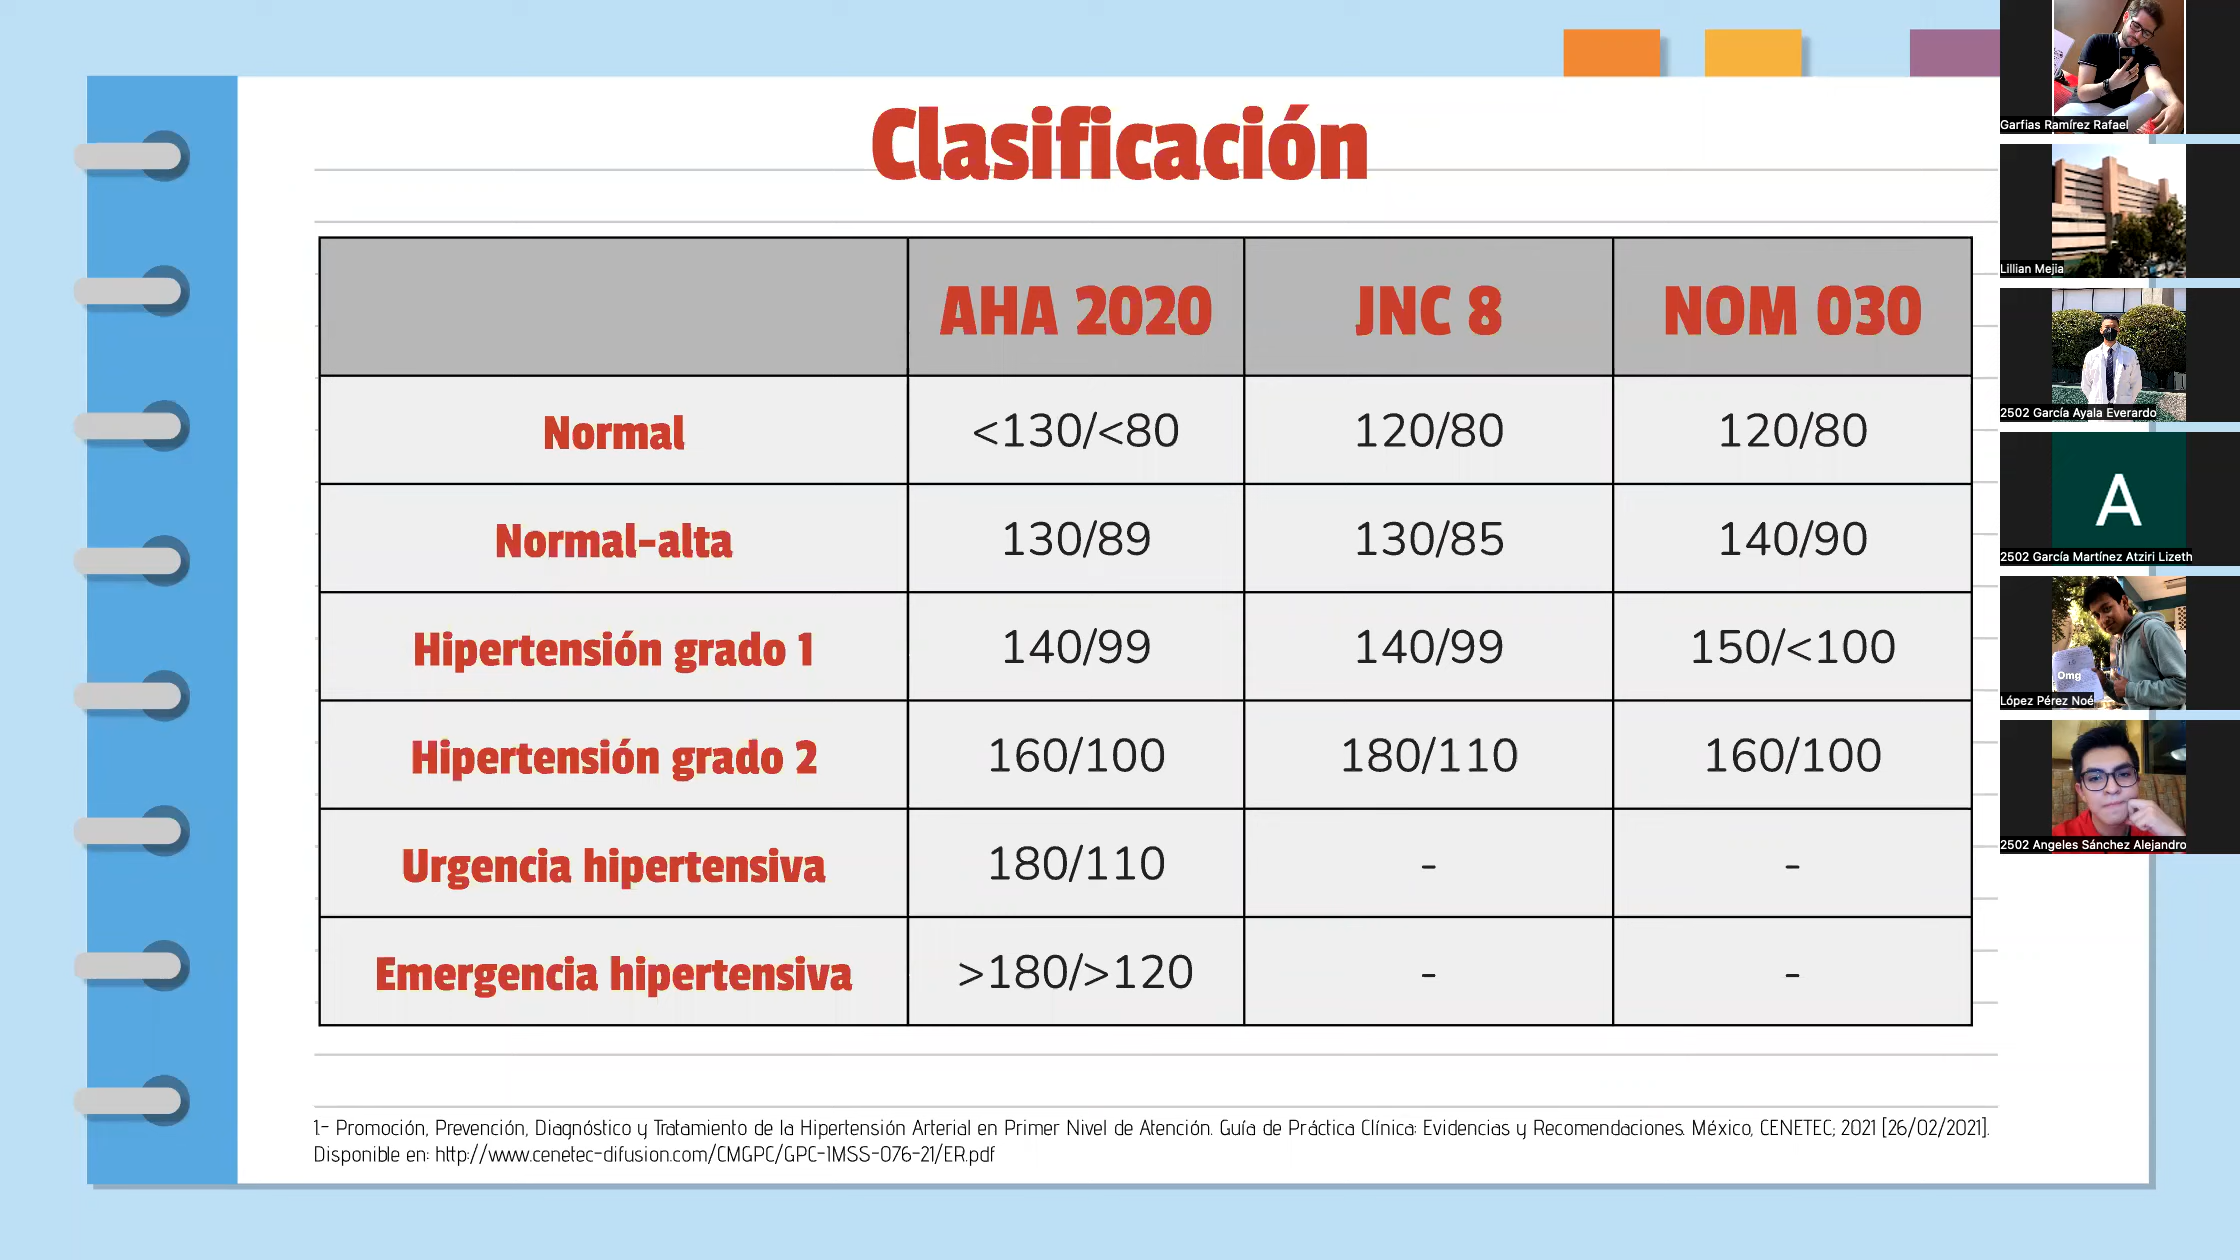 Clasificación
AHA 2020 JNC 8 NOM 030
Normal <130/<80 120/80 120/80
Normal-alta 130/89 130/85 140/90
Hipertensión grado 1 140/99 140/99 150/<100
Hipertensión grado 2 160/100 180/110 160/100
Urgencia hipertensiva 180/110 - -
Emergencia hipertensiva >180/>120 - -
1.- Promoción, Prevención, Diagnóstico y Tratamiento de la Hipertensión Arterial en Primer Nivel de Atención. Guía de Práctica Clínica: Evidencias y Recomendaciones. México, CENETEC; 2021 [26/02/2021].
Disponible en: http://www.cenetec-difusion.com/CMGPC/GPC-IMSS-076-21/ER.pdf
Garfias Ramírez Rafael
Lillian Mejia
2502 García Ayala Everardo
A
2502 García Martínez Atziri Lizeth
Omg
López Pérez Noé
2502 Angeles Sánchez Alejandro